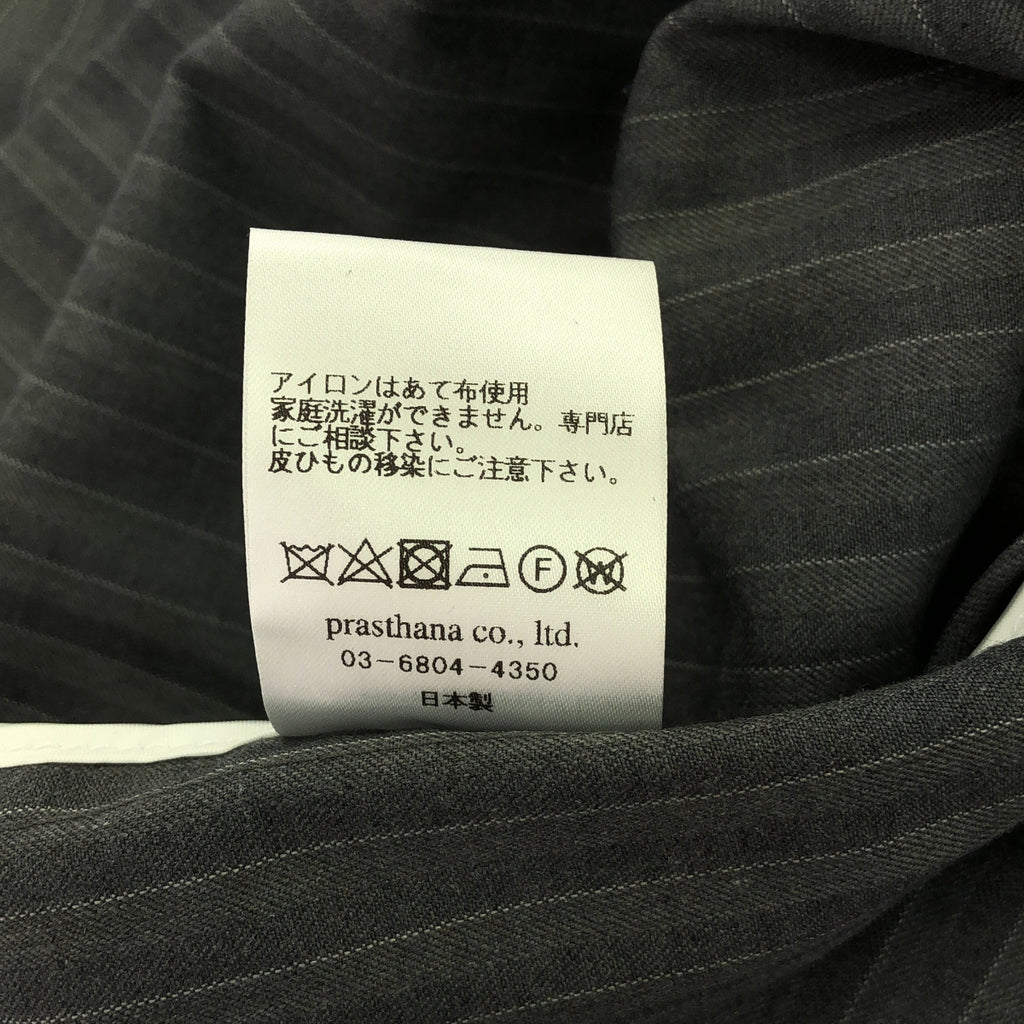 アイロンはあて布使用
家庭洗濯ができません。専門店
にご相談下さい。
皮ひもの移染にご注意下さい。
F W
prasthana co., ltd.
03-6804-4350
日本製